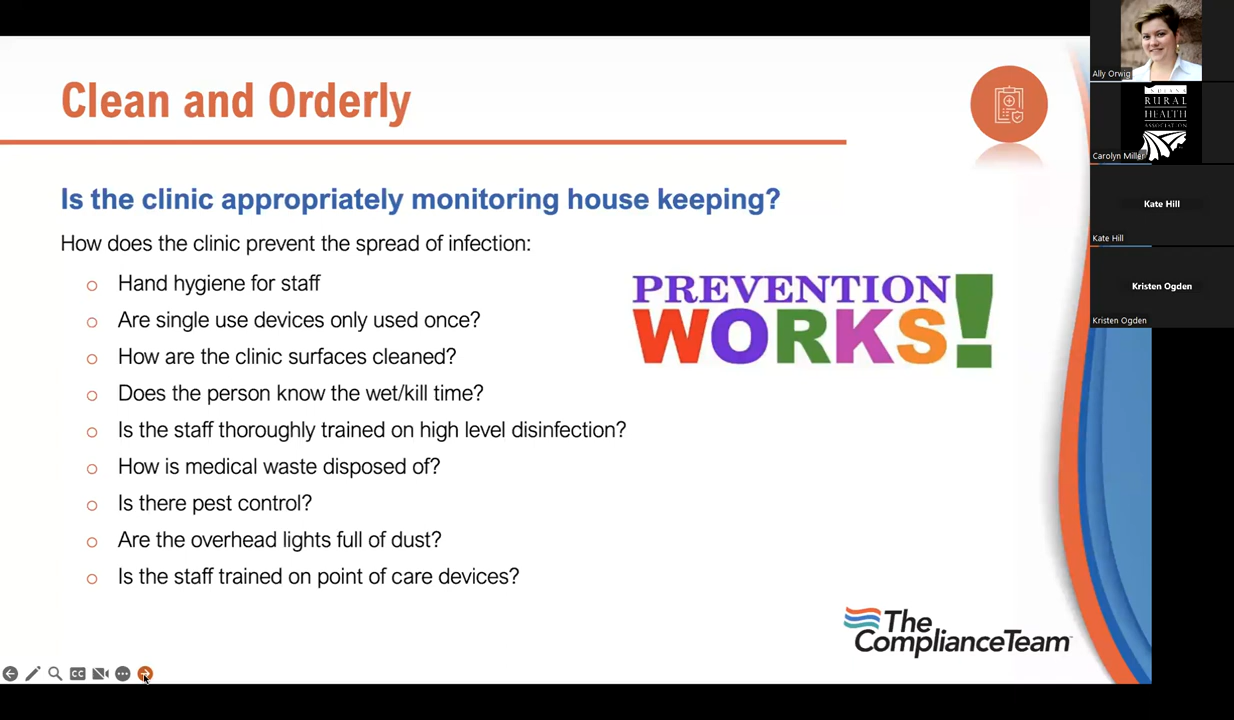 Clean and Orderly
Is the clinic appropriately monitoring house keeping?
How does the clinic prevent the spread of infection:
Hand hygiene for staff
Are single use devices only used once?
How are the clinic surfaces cleaned?
Does the person know the wet/kill time?
Is the staff thoroughly trained on high level disinfection?
How is medical waste disposed of?
Is there pest control?
Are the overhead lights full of dust?
Is the staff trained on point of care devices?
PREVENTION
WORKS!
The
ComplianceTeam
CC
Ally Orwig
INDIANA
RURAL
HEALTH
ASSOCIATION
Carolyn Miller
Kate Hill
Kate Hill
Kristen Ogden
Kristen Ogden